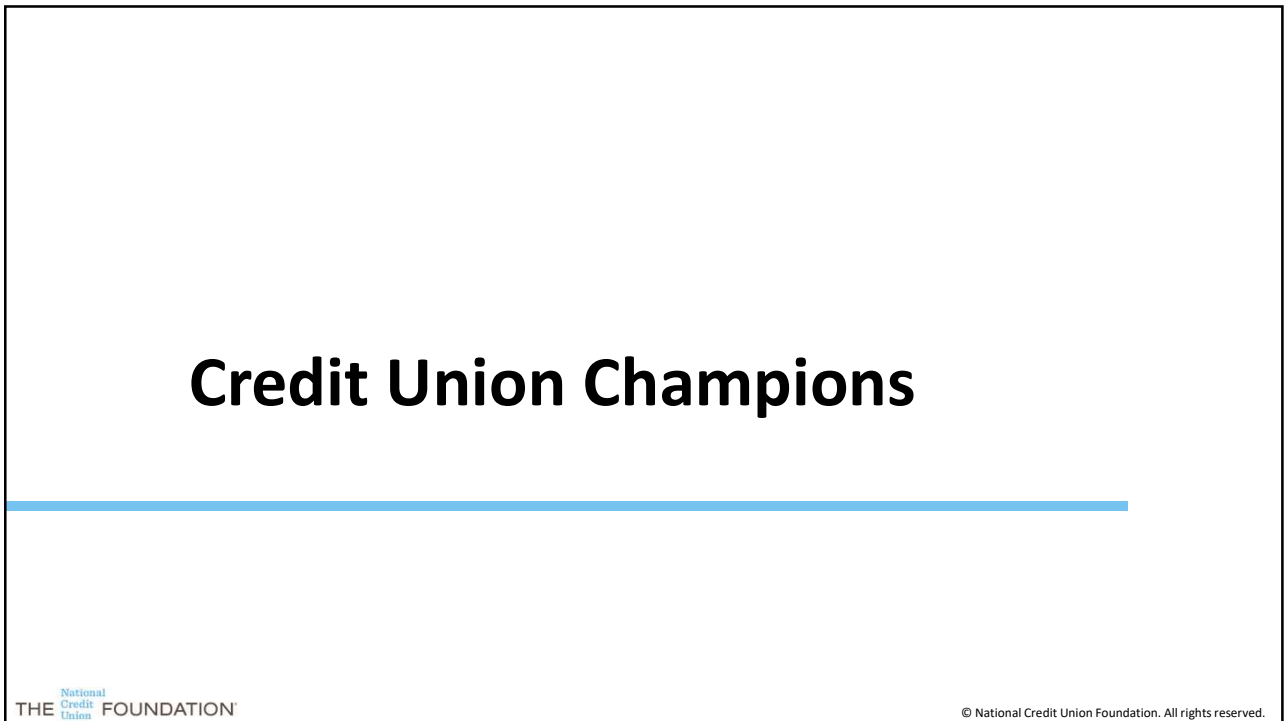 Credit Union Champions
THE National Credit Union FOUNDATION®
© National Credit Union Foundation. All rights reserved.